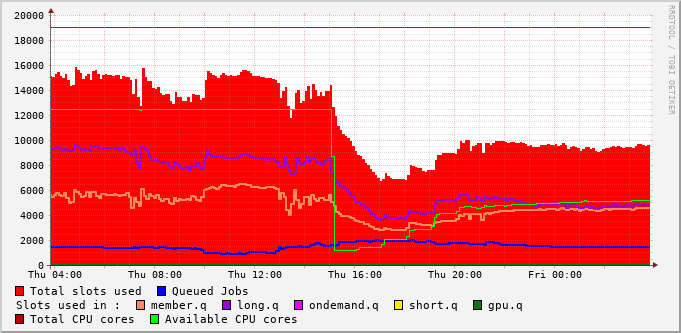 RRDTOOL / TOBI OETIKER
20000
18000
16000
14000
12000
10000
8000
6000
4000
2000
0
Thu 04:00 Thu 08:00 Thu 12:00 Thu 16:00 Thu 20:00 Fri 00:00
Total slots used Queued Jobs
Slots used in : member.q long.q ondemand.q short.q gpu.q
Total CPU cores Available CPU cores